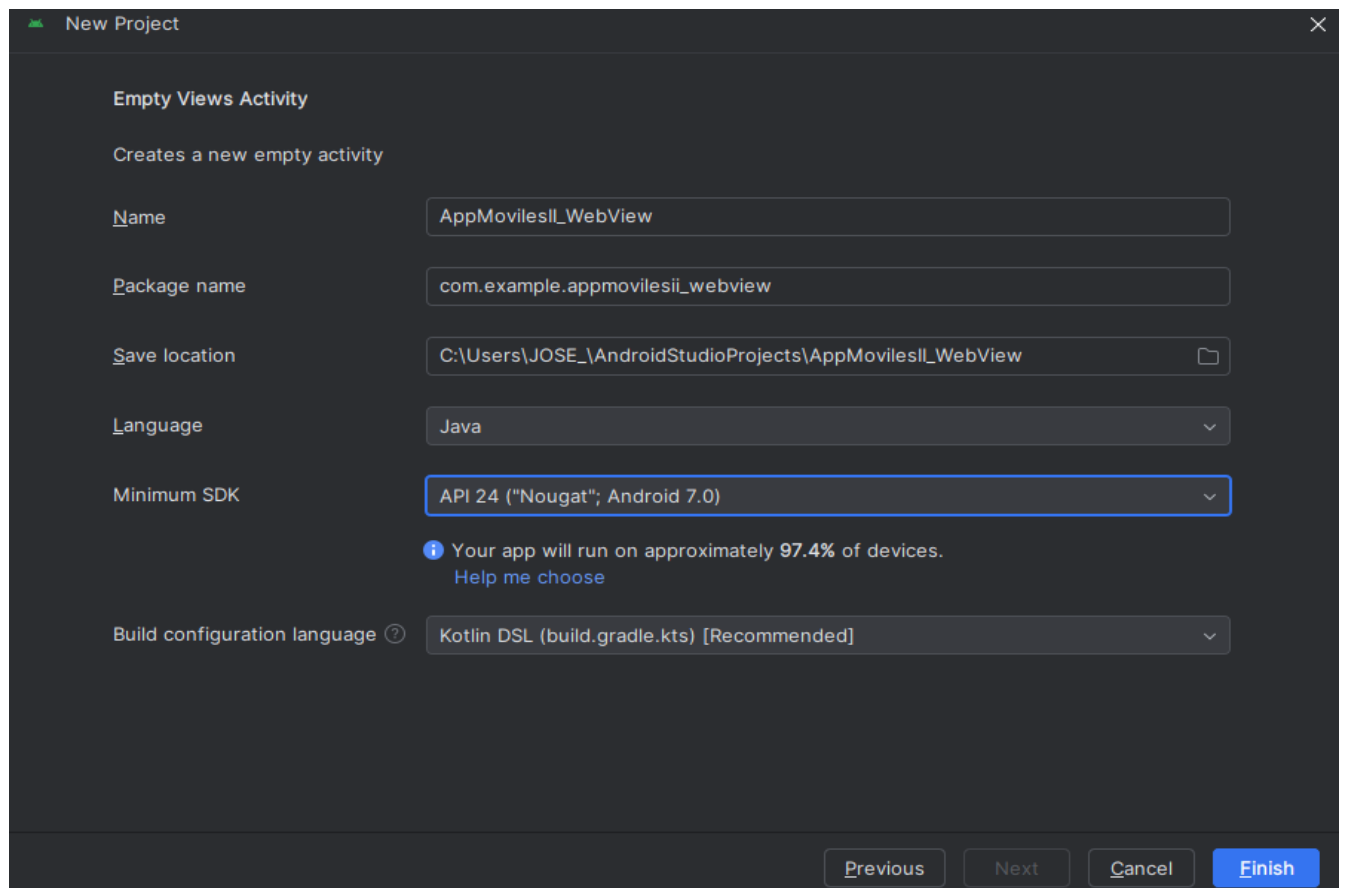 New Project
Empty Views Activity
Creates a new empty activity
Name AppMovilesII_WebView
Package name com.example.appmovilesii_webview
Save location C:\Users\JOSE_\AndroidStudioProjects\AppMovilesII_WebView
Language Java
Minimum SDK API 24 ("Nougat"; Android 7.0)
Your app will run on approximately 97.4% of devices.
Help me choose
Build configuration language Kotlin DSL (build.gradle.kts) [Recommended]
Previous Next Cancel Finish